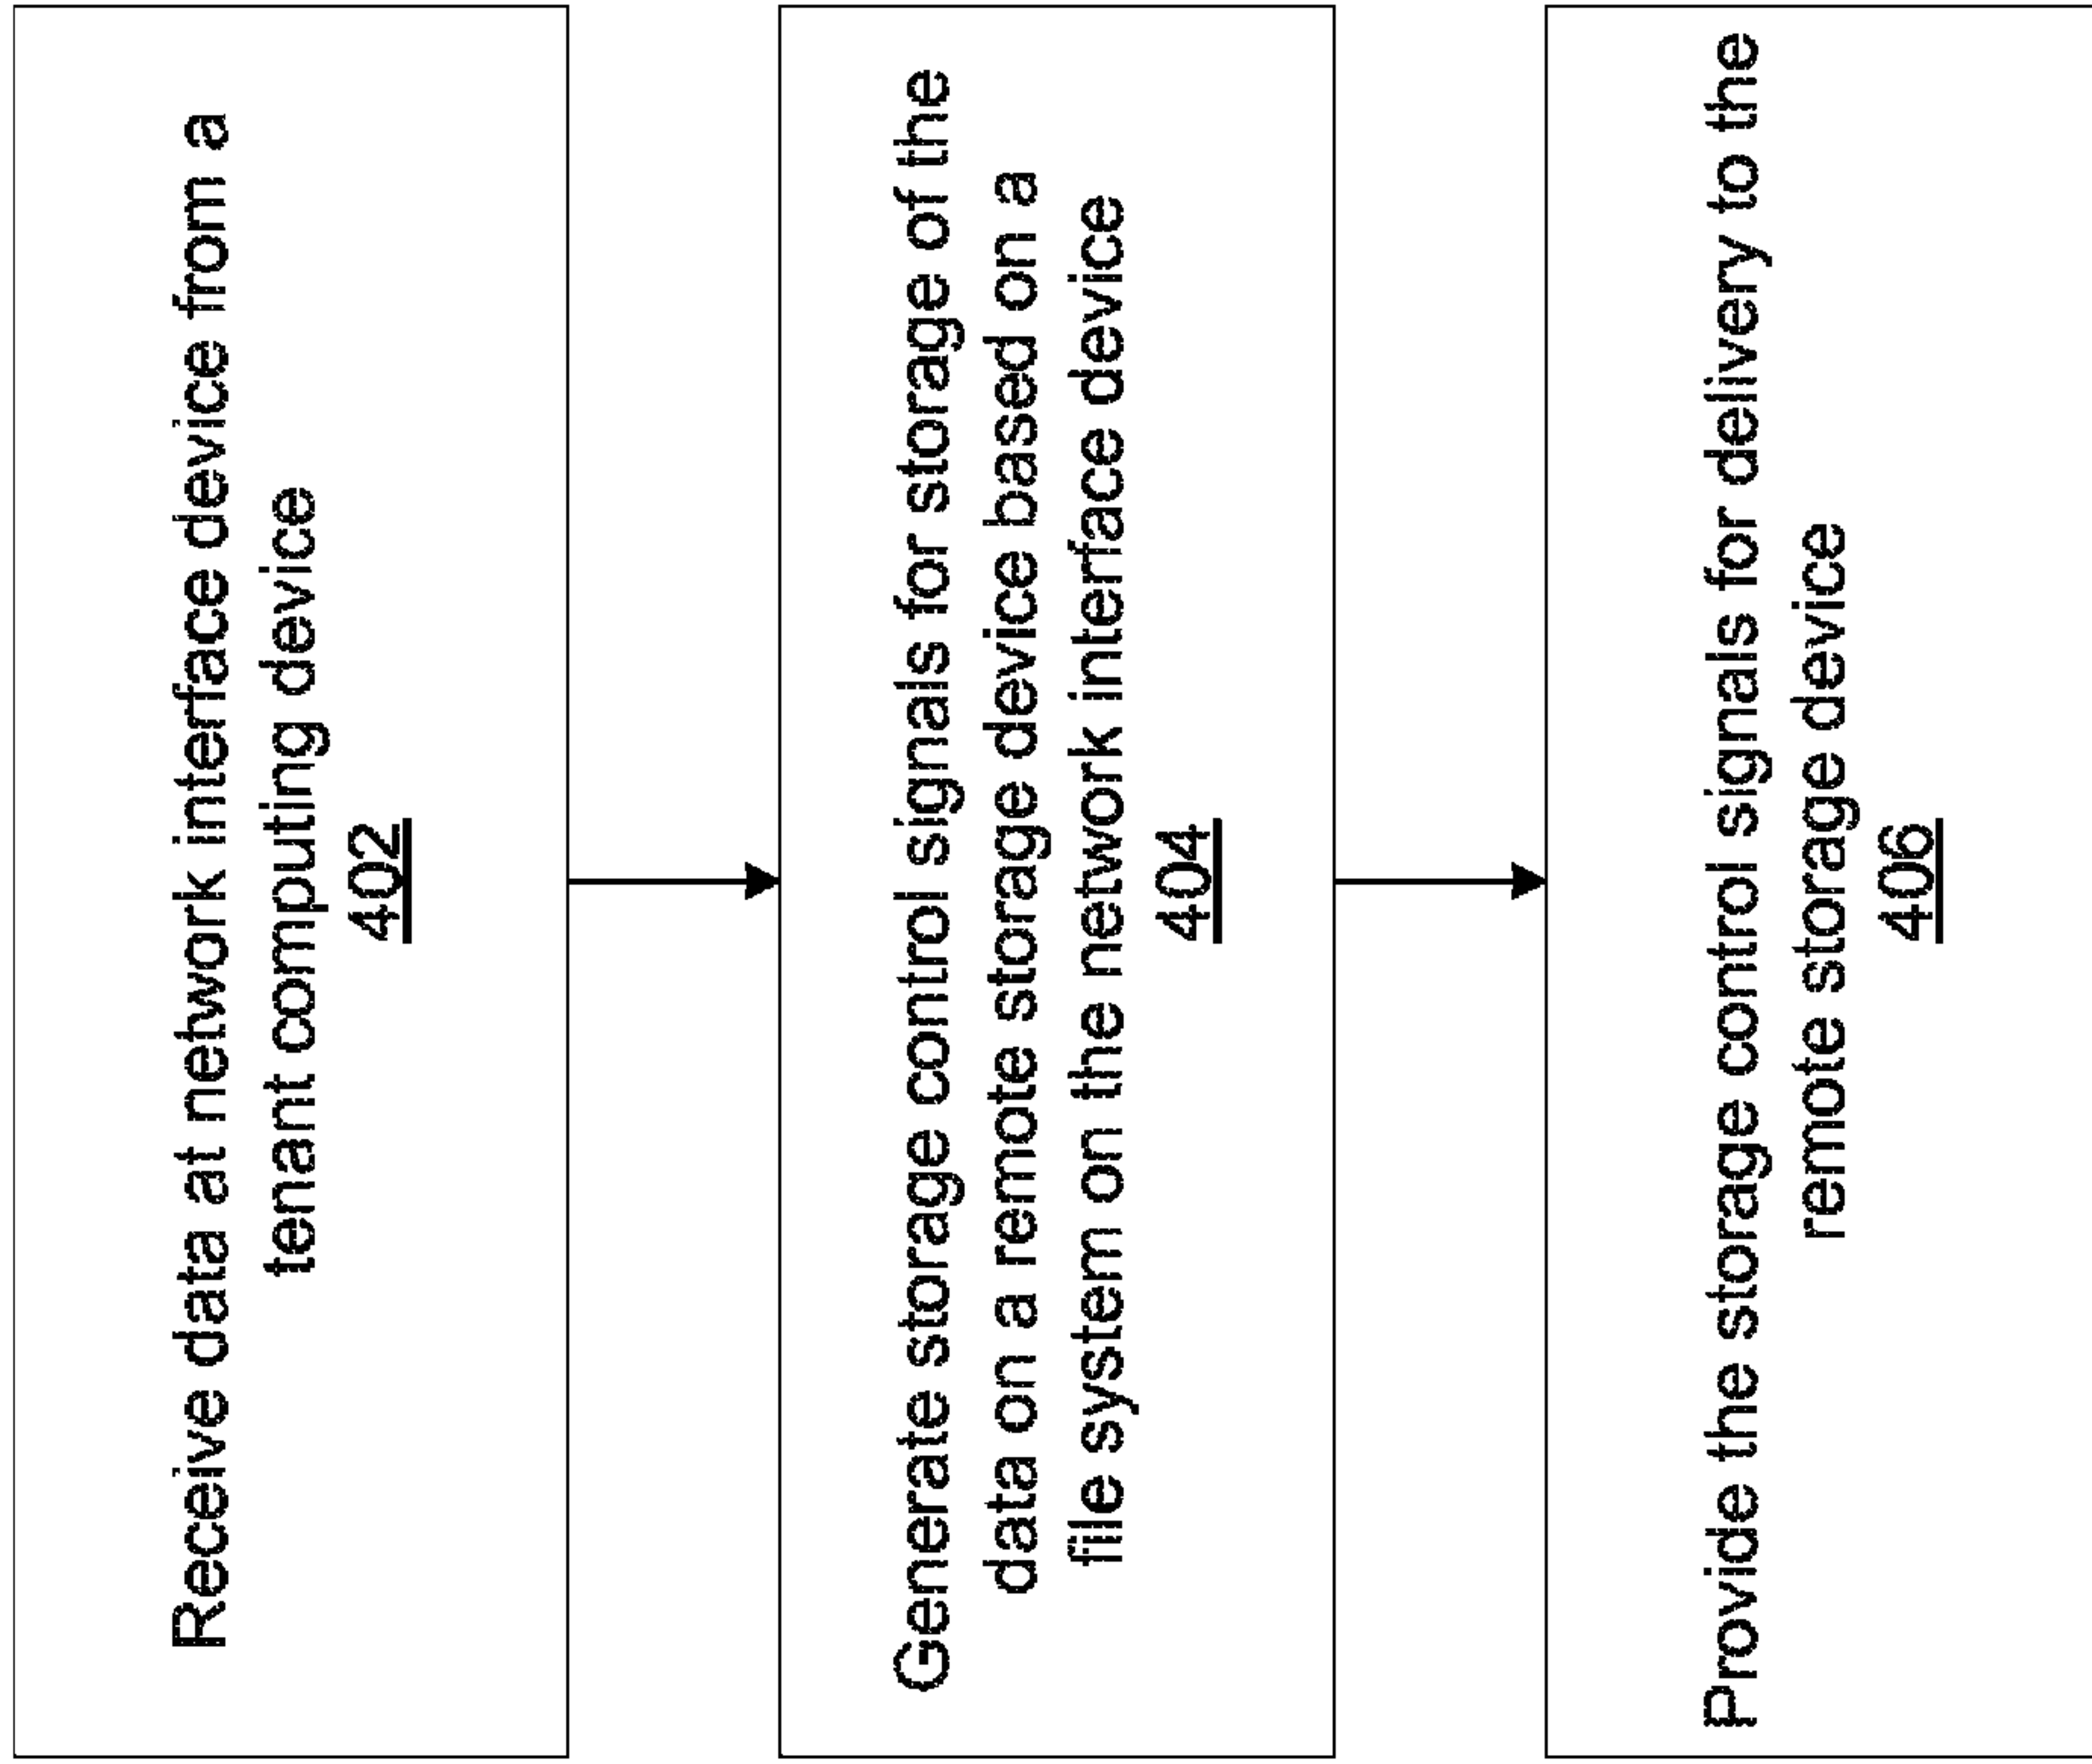 Receive data at network interface device from a
tenant computing device
402
Generate storage control signals for storage of the
data on a remote storage device based on a
file system on the network interface device
404
Provide the storage control signals for delivery to the
remote storage device
406